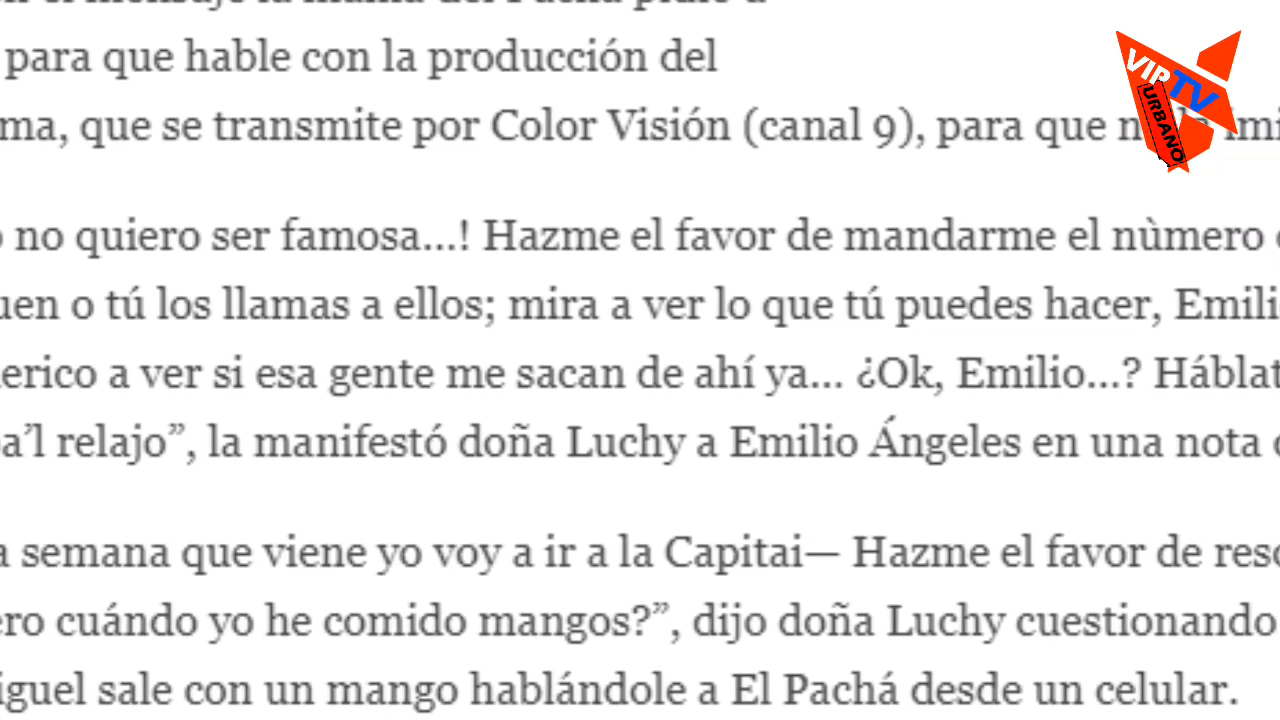 para que hable con la producción del
ma, que se transmite por Color Visión (canal 9), para que
no quiero ser famosa...! Hazme el favor de mandarme el nùmero
uen o tú los llamas a ellos; mira a ver lo que tú puedes hacer, Emili
erico a ver si esa gente me sacan de ahí ya... ¿Ok, Emilio...? Háblat
pa’l relajo”, la manifestó doña Luchy a Emilio Ángeles en una nota
a semana que viene yo voy a ir a la Capitai— Hazme el favor de
ero cuándo yo he comido mangos?”, dijo doña Luchy cuestionando
iguel sale con un mango hablándole a El Pachá desde un celular.
VIP TV
URBANO